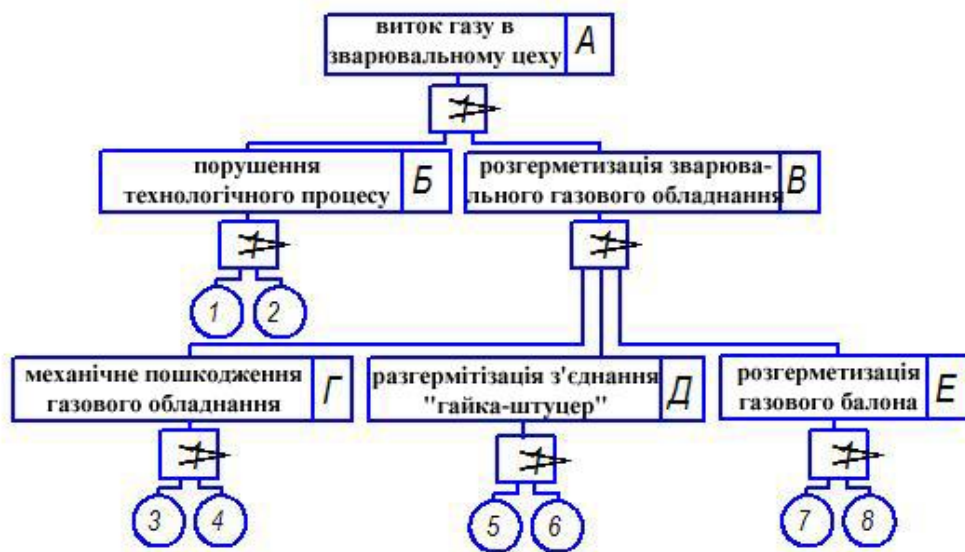 виток газу в
зварювальному цеху
А
порушення
технологічного процесу
Б
розгерметизація зварюва-
льного газового обладнання
В
1
2
механічне пошкодження
газового обладнання
Г
разгермітізація з'єднання
"гайка-штуцер"
Д
розгерметизація
газового балона
Е
3
4
5
6
7
8